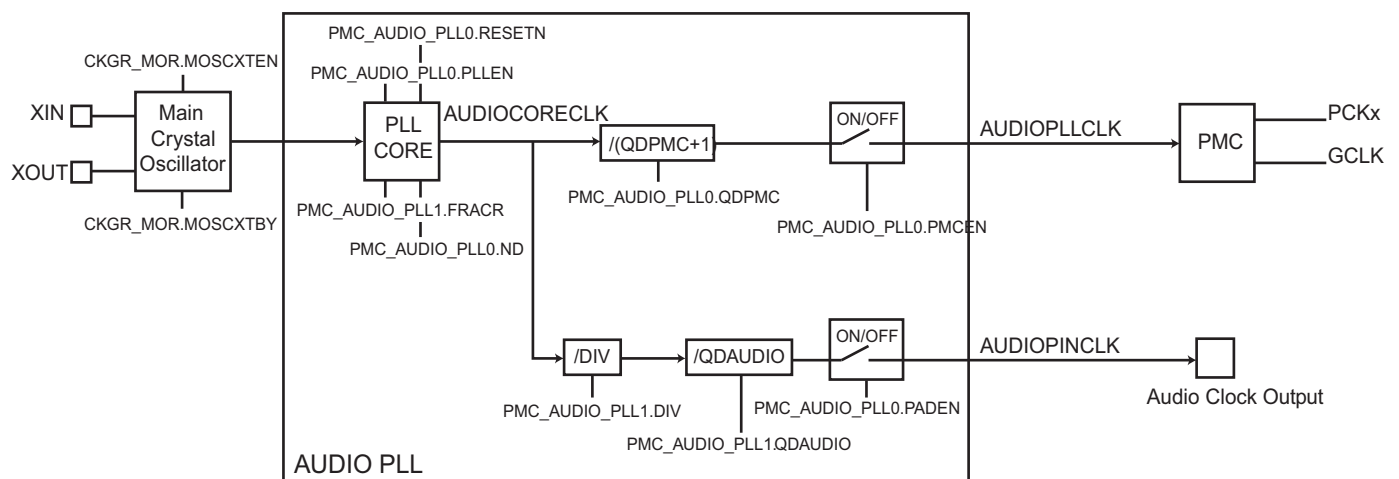 PMC_AUDIO_PLL0.RESETN
CKGR_MOR.MOSCXTEN
PMC_AUDIO_PLL0.PLLEN
XIN
XOUT
Main
Crystal
Oscillator
PLL
CORE
AUDIOCORECLK
/(QDPMC+1)
ON/OFF
AUDIOPLLCLK
PMC
PCKx
GCLK
CKGR_MOR.MOSCXTBY
PMC_AUDIO_PLL1.FRACR
PMC_AUDIO_PLL0.ND
PMC_AUDIO_PLL0.QDPMC
PMC_AUDIO_PLL0.PMCEN
/DIV
/QDAUDIO
ON/OFF
AUDIOPINCLK
Audio Clock Output
PMC_AUDIO_PLL1.DIV
PMC_AUDIO_PLL0.PADEN
PMC_AUDIO_PLL1.QDAUDIO
AUDIO PLL